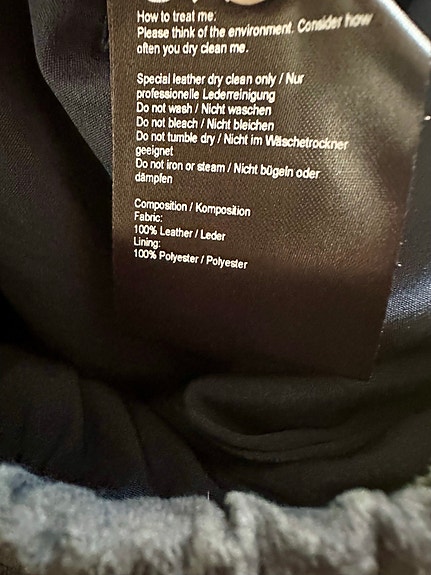 How to treat me:
Please think of the environment. Consider how
often you dry clean me.
Special leather dry clean only / Nur
professionelle Lederreinigung
Do not wash / Nicht waschen
Do not bleach / Nicht bleichen
Do not tumble dry / Nicht im Wäschetrockner
geeignet
Do not iron or steam / Nicht bügeln oder
dämpfen
Composition / Komposition
Fabric:
100% Leather / Leder
Lining:
100% Polyester / Polyester